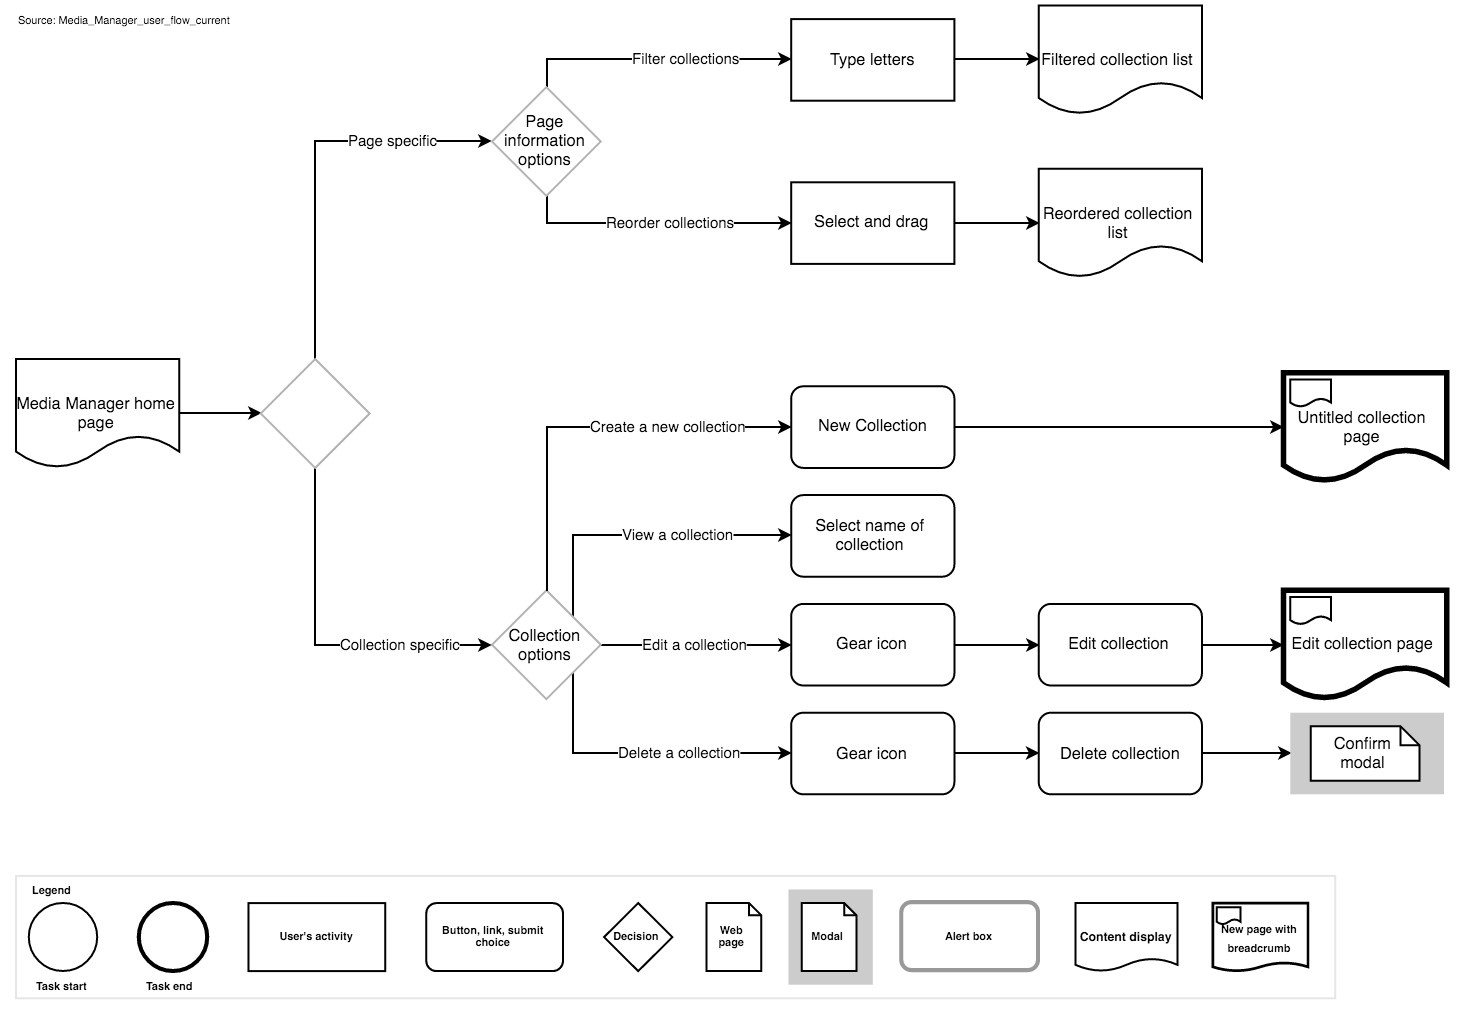 Source: Media_Manager_user_flow_current
Filter collections
Type letters
Filtered collection list
Page specific
Page
information
options
Reorder collections
Select and drag
Reordered collection
list
Media Manager home
page
Create a new collection
New Collection
Untitled collection
page
View a collection
Select name of
collection
Collection specific
Collection
options
Edit a collection
Gear icon
Edit collection
Edit collection page
Delete a collection
Gear icon
Delete collection
Confirm
modal
Legend
Task start
Task end
User's activity
Button, link, submit
choice
Decision
Web
page
Modal
Alert box
Content display
New page with
breadcrumb